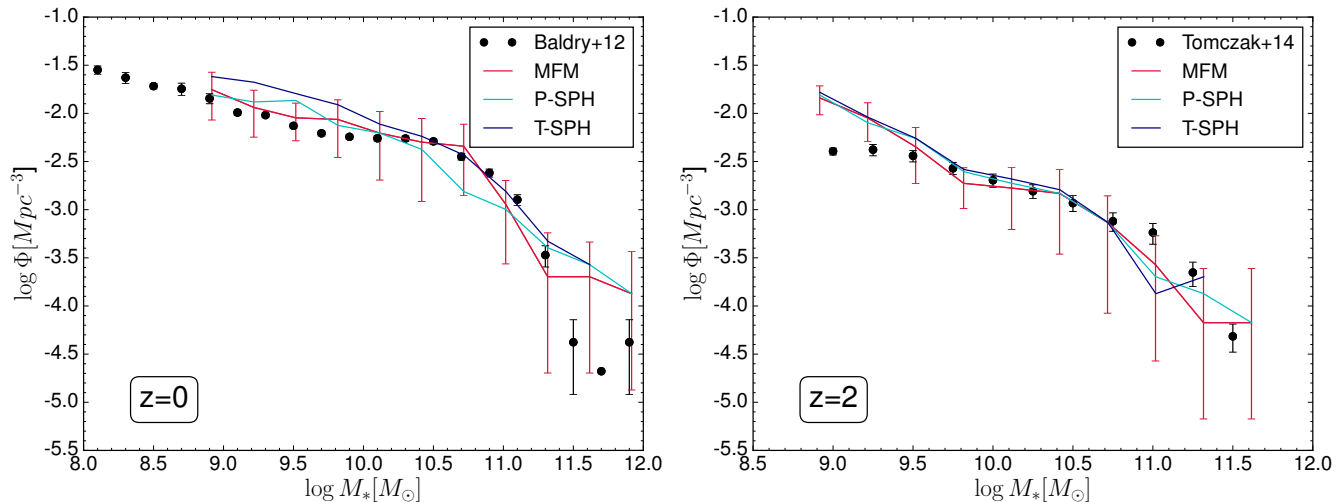 -1.0
-1.5
-2.0
-2.5
-3.0
-3.5
-4.0
-4.5
-5.0
-5.5
log Φ[Mpc⁻³]
Baldry+12
MFM
P-SPH
T-SPH
z=0
8.0 8.5 9.0 9.5 10.0 10.5 11.0 11.5 12.0
log M*[M⊙]
-1.0
-1.5
-2.0
-2.5
-3.0
-3.5
-4.0
-4.5
-5.0
-5.5
log Φ[Mpc⁻³]
Tomczak+14
MFM
P-SPH
T-SPH
z=2
9.0 9.5 10.0 10.5 11.0 11.5 12.0
log M*[M⊙]